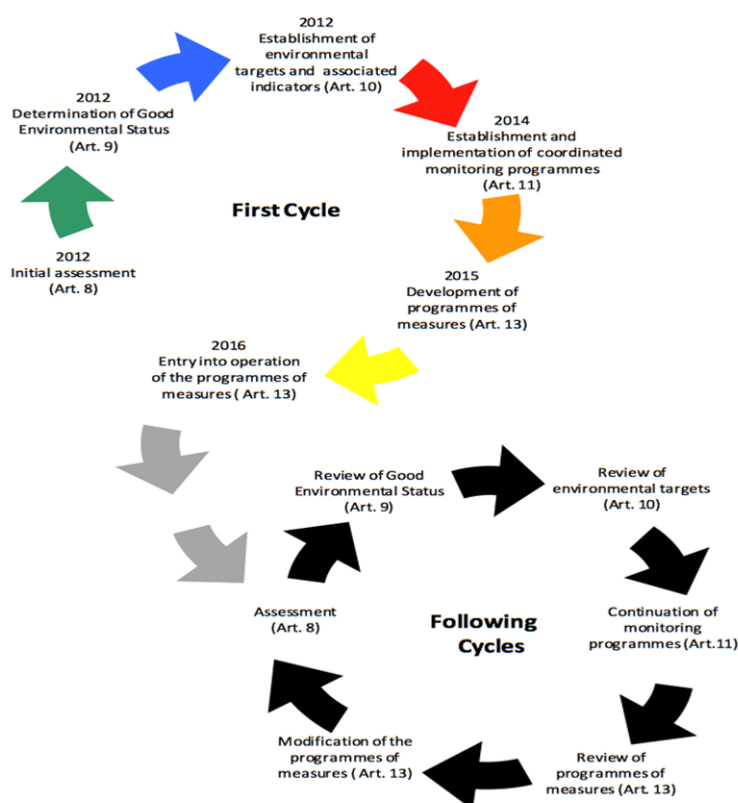 2012
Establishment of
environmental
targets and associated
indicators (Art. 10)
2012
Determination of Good
Environmental Status
(Art. 9)
2014
Establishment and
implementation of coordinated
monitoring programmes
(Art. 11)
First Cycle
2012
Initial assessment
(Art. 8)
2015
Development of
programmes of
measures (Art. 13)
2016
Entry into operation
of the programmes of
measures ( Art. 13)
Review of Good
Environmental Status
(Art. 9)
Review of
environmental targets
(Art. 10)
Assessment
(Art. 8)
Following
Cycles
Continuation of
monitoring
programmes (Art.11)
Modification of the
programmes of
measures ( Art. 13)
Review of
programmes of
measures (Art. 13)